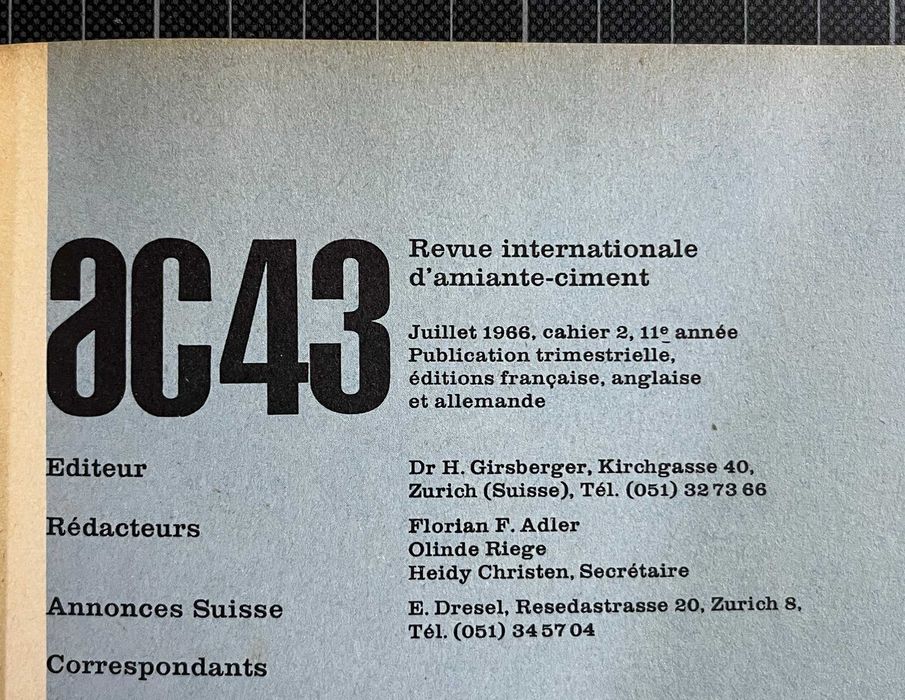 ac43
Revue internationale
d'amiante-ciment
Juillet 1966, cahier 2, 11e année
Publication trimestrielle,
éditions française, anglaise
et allemande
Editeur
Dr H. Girsberger, Kirchgasse 40,
Zurich (Suisse), Tél. (051) 32 73 66
Rédacteurs
Florian F. Adler
Olinde Riege
Heidy Christen, Secrétaire
Annonces Suisse
E. Dresel, Resedastrasse 20, Zurich 8,
Tél. (051) 34 57 04
Correspondants